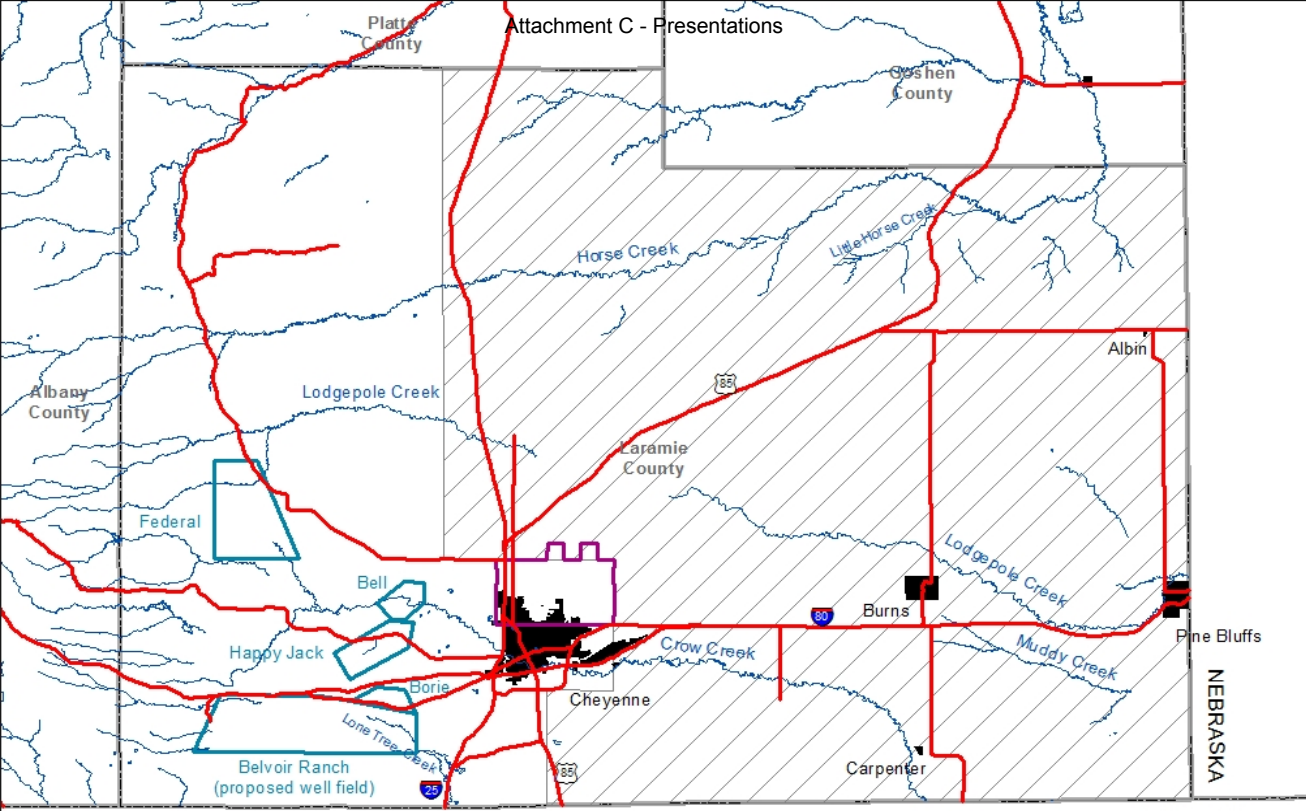 Attachment C - Presentations
Platte
County
Goshen
County
Horse Creek
Little Horse Creek
Albin
85
Albany
County
Lodgepole Creek
Laramie
County
Federal
Lodgepole Creek
Bell
Burns
80
Pine Bluffs
Happy Jack
Crow Creek
Muddy Creek
Borie
Cheyenne
NEBRASKA
Lone Tree Creek
Belvoir Ranch
(proposed well field)
25
85
Carpenter